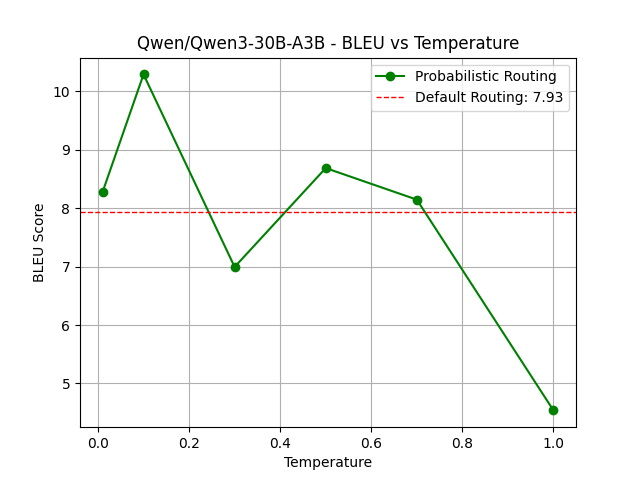 Qwen/Qwen3-30B-A3B - BLEU vs Temperature
Probabilistic Routing
Default Routing: 7.93
BLEU Score
10
9
8
7
6
5
0.0 0.2 0.4 0.6 0.8 1.0
Temperature